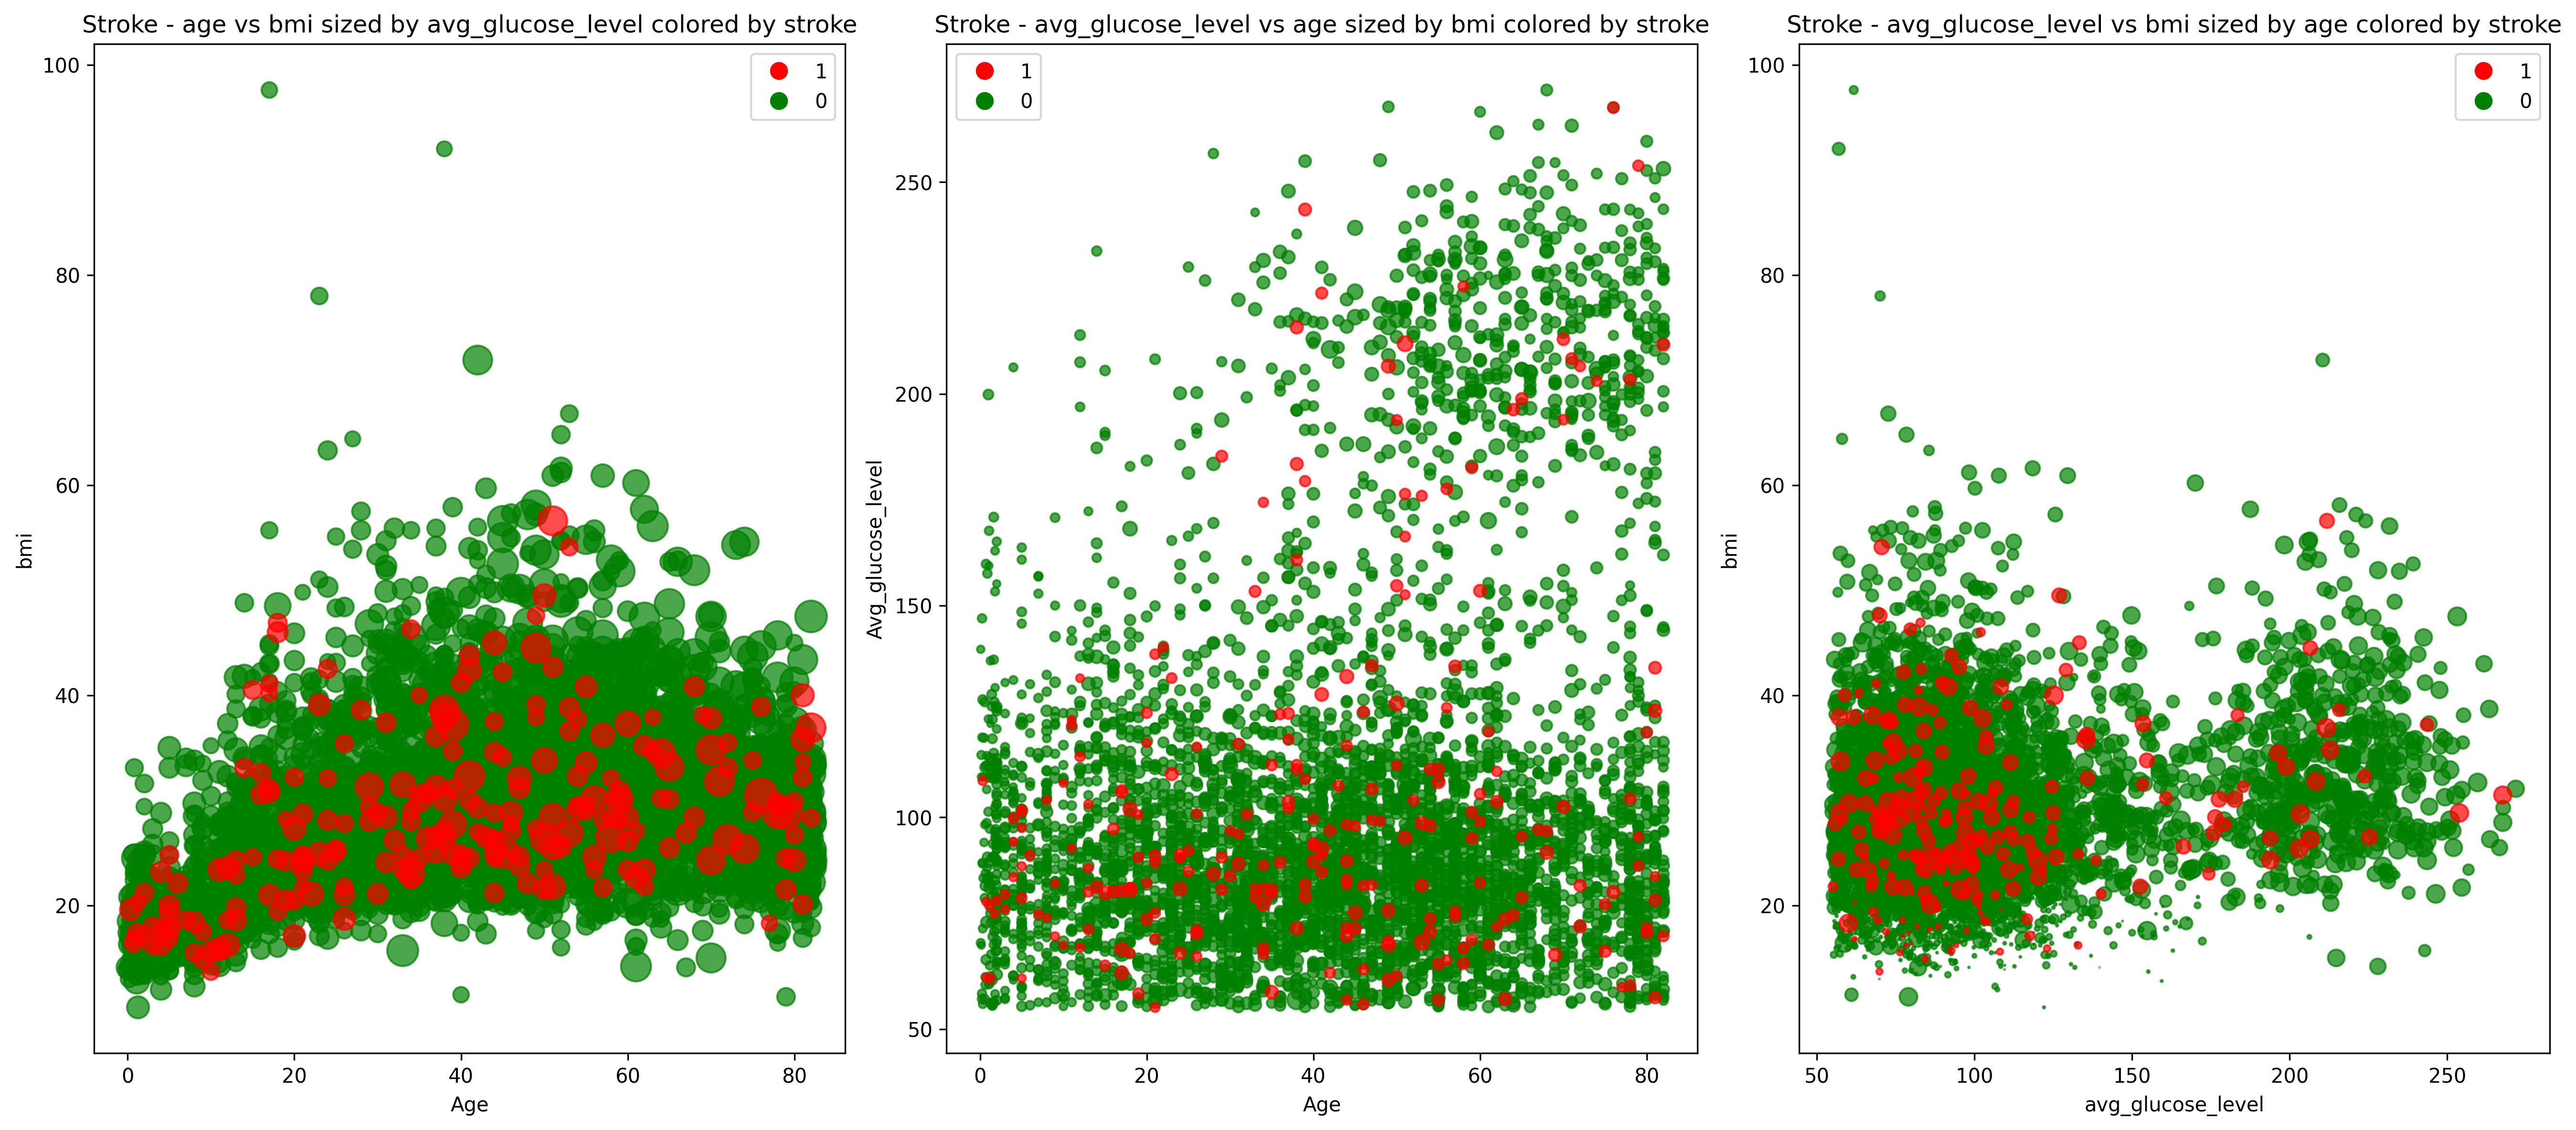 Stroke - age vs bmi sized by avg_glucose_level colored by stroke
1
0
100
80
60
40
20
bmi
0 20 40 60 80
Age
Stroke - avg_glucose_level vs age sized by bmi colored by stroke
1
0
250
200
150
100
50
Avg_glucose_level
0 20 40 60 80
Age
Stroke - avg_glucose_level vs bmi sized by age colored by stroke
1
0
100
80
60
40
20
bmi
50 100 150 200 250
avg_glucose_level